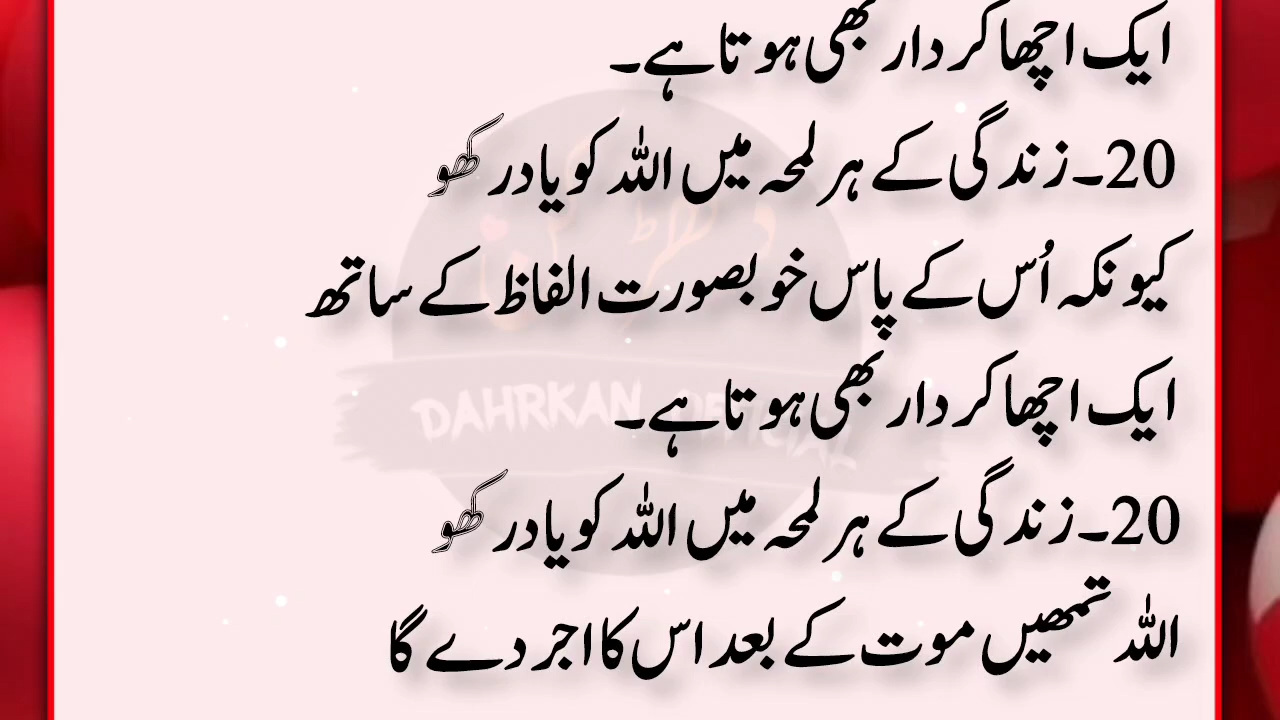 ایک اچھا کردار بھی ہوتا ہے۔
20۔زندگی کے ہر لمحہ میں اللہ کو یاد رکھو
کیونکہ اُس کے پاس خوبصورت الفاظ کے ساتھ
ایک اچھا کردار بھی ہوتا ہے۔
DAHRKAN OFFICIAL
20۔زندگی کے ہر لمحہ میں اللہ کو یاد رکھو
اللہ تمھیں موت کے بعد اس کا اجر دے گا